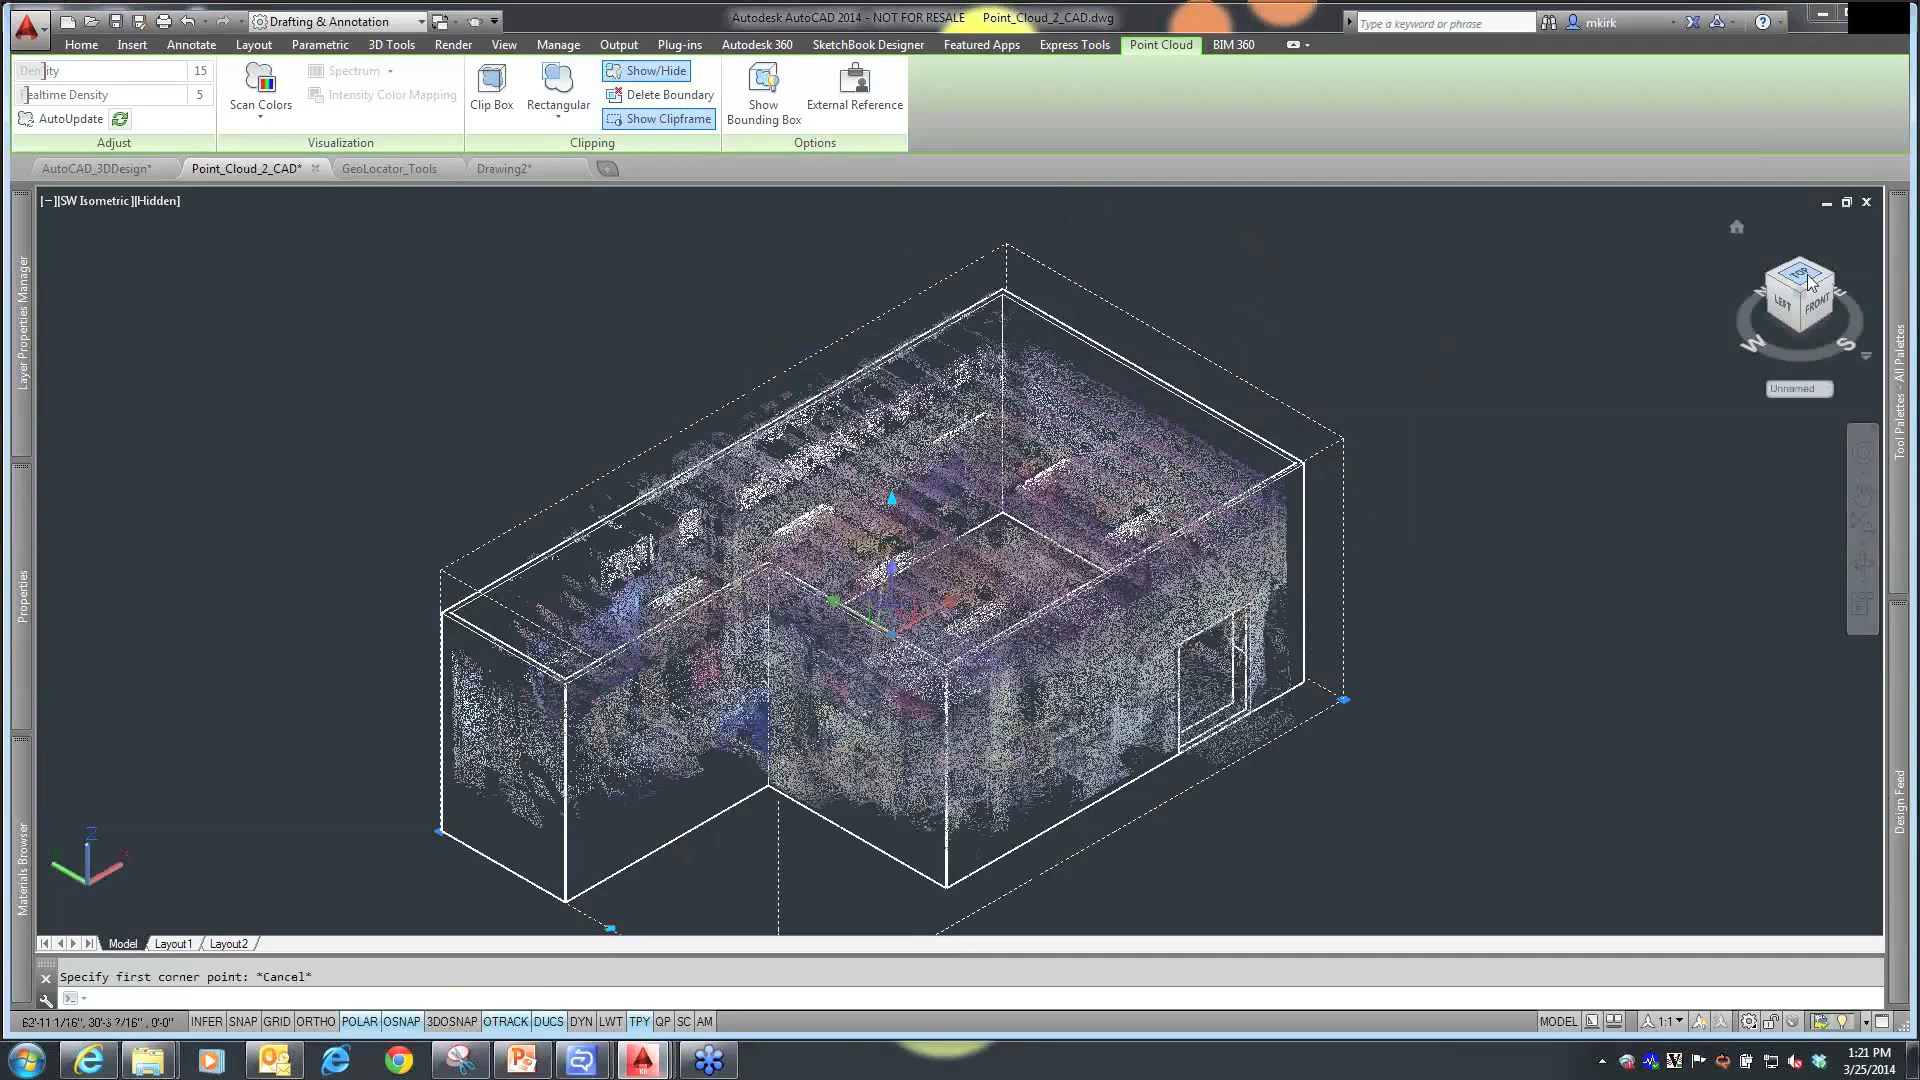 Drafting & Annotation
Autodesk AutoCAD 2014 - NOT FOR RESALE Point_Cloud_2_CAD.dwg
Type a keyword or phrase
mkirk
Home Insert Annotate Layout Parametric 3D Tools Render View Manage Output Plug-ins Autodesk 360 SketchBook Designer Featured Apps Express Tools Point Cloud BIM 360
Density 15
ealtime Density 5
AutoUpdate
Adjust
Scan Colors
Spectrum
Intensity Color Mapping
Visualization
Clip Box
Rectangular
Show/Hide
Delete Boundary
Show Clipframe
Clipping
Show
Bounding Box
External Reference
Options
AutoCAD_3DDesign*
Point_Cloud_2_CAD*
GeoLocator_Tools
Drawing2*
[−][SW Isometric][Hidden]
TOP
LEFT
FRONT
N
E
W
S
Unnamed
Layer Properties Manager
Properties
Materials Browser
Tool Palettes - All Palettes
Design Feed
Z
Model Layout1 Layout2
Specify first corner point: *Cancel*
INFER SNAP GRID ORTHO POLAR OSNAP 3DOSNAP OTRACK DUCS DYN LWT TPY QP SC AM
MODEL
1:1
1:21 PM
3/25/2014